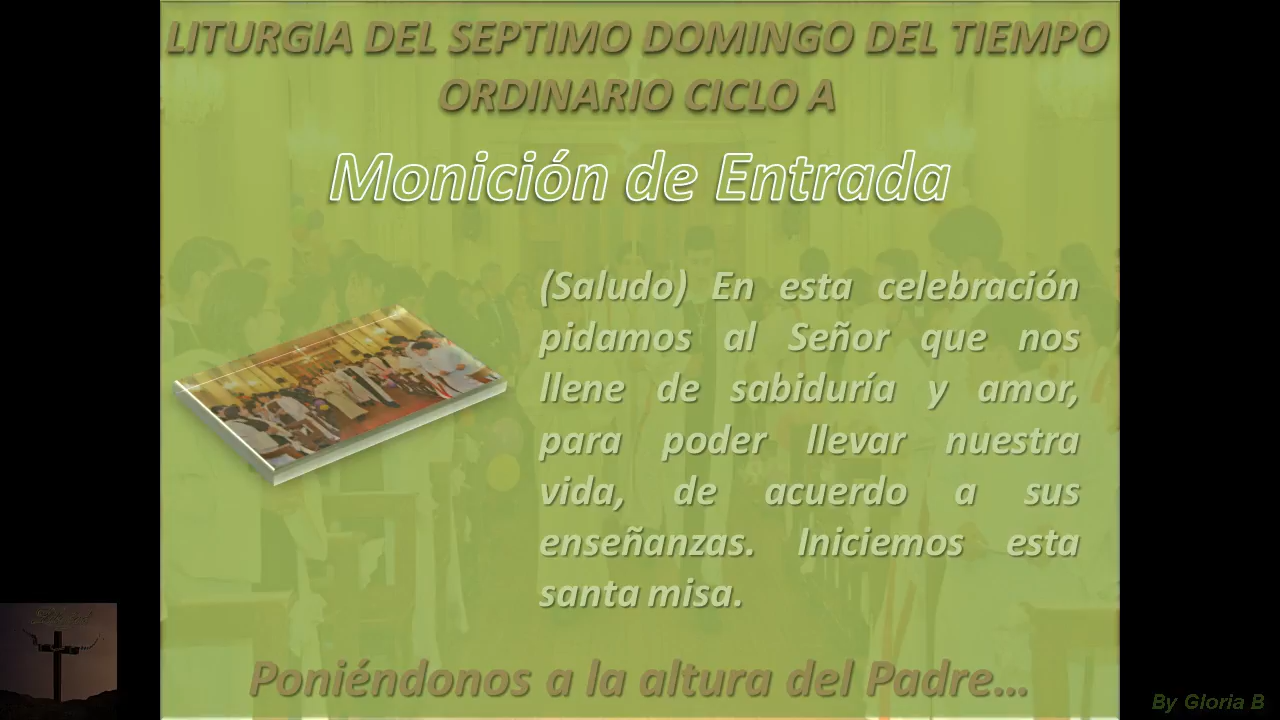 LITURGIA DEL SEPTIMO DOMINGO DEL TIEMPO
ORDINARIO CICLO A
Monición de Entrada
(Saludo) En esta celebración
pidamos al Señor que nos
llene de sabiduría y amor,
para poder llevar nuestra
vida, de acuerdo a sus
enseñanzas. Iniciemos esta
santa misa.
Poniéndonos a la altura del Padre...
By Gloria B